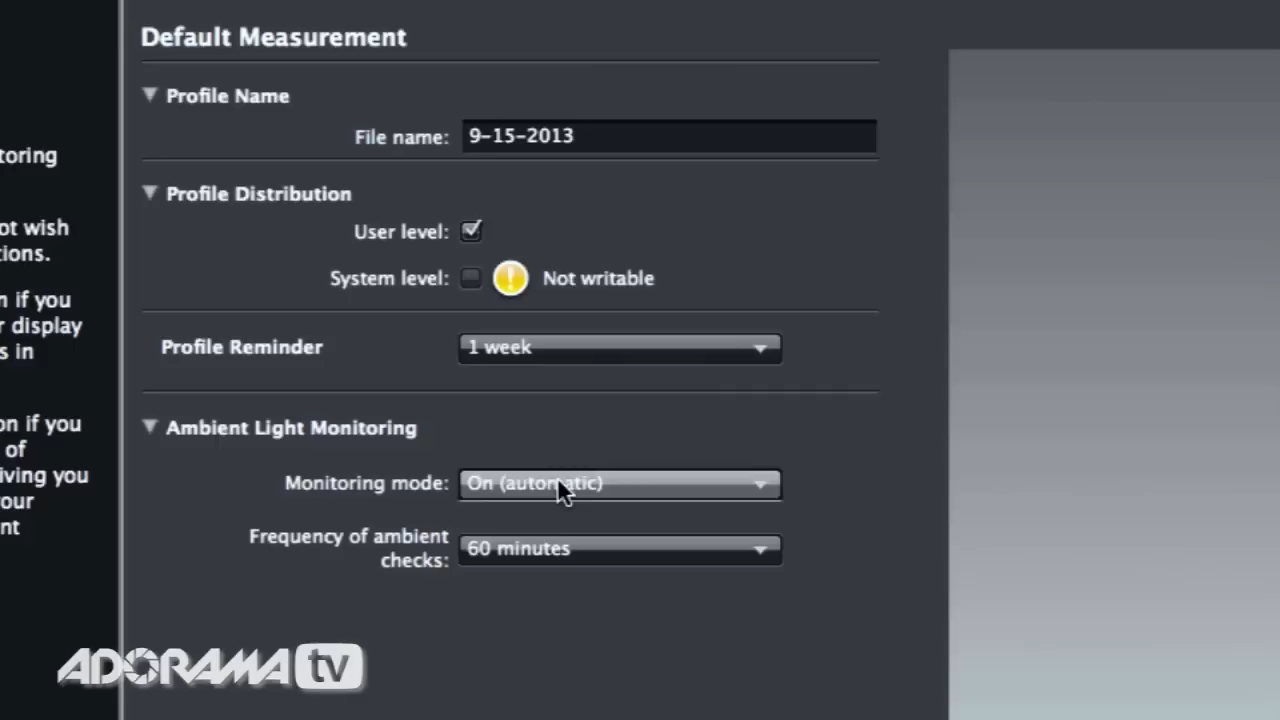 Default Measurement
Profile Name
File name: 9-15-2013
Profile Distribution
User level:
System level: Not writable
Profile Reminder 1 week
Ambient Light Monitoring
Monitoring mode: On (automatic)
Frequency of ambient
checks: 60 minutes
toring
ot wish
tions.
n if you
r display
s in
on if you
of
iving you
our
nt
ADORAMA tv